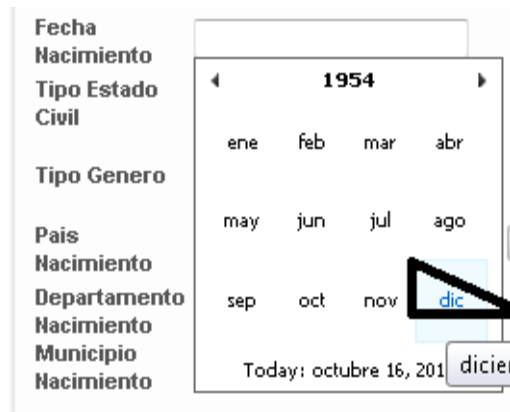 Fecha
Nacimiento
Tipo Estado
Civil
Tipo Genero
Pais
Nacimiento
Departamento
Nacimiento
Municipio
Nacimiento
1954
ene feb mar abr
may jun jul ago
sep oct nov dic
Today: octubre 16, 201